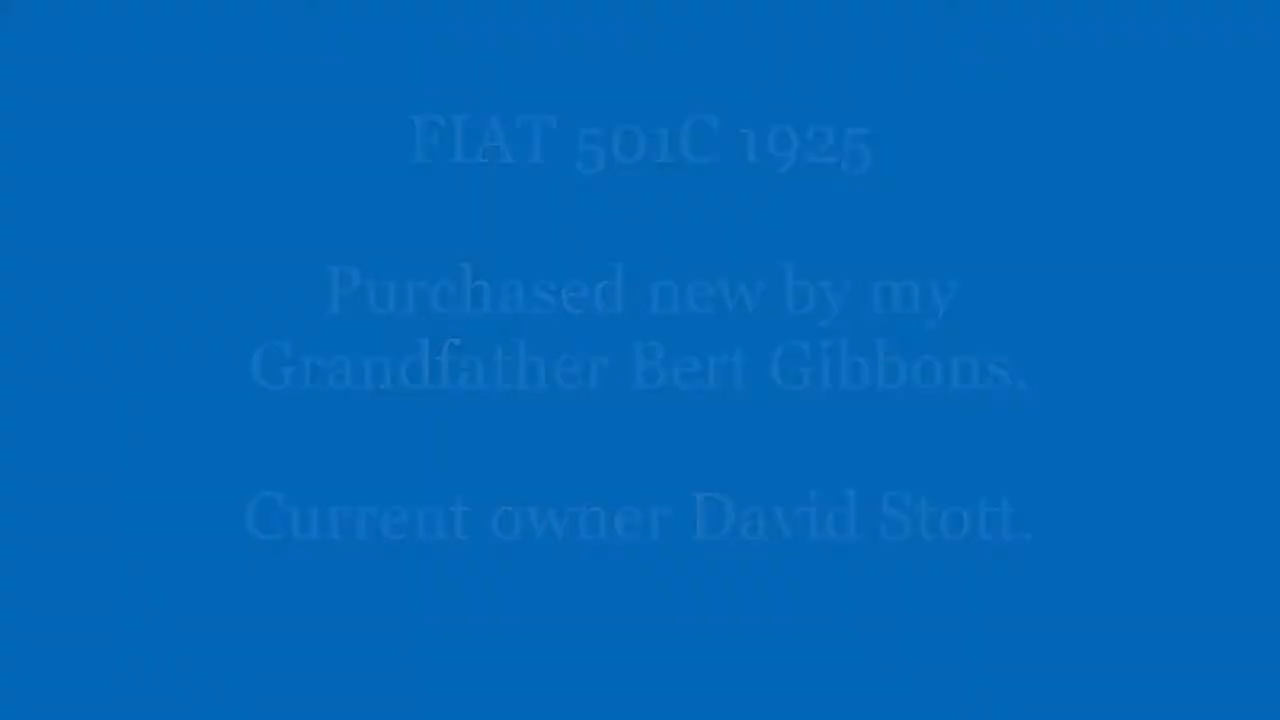 FIAT 501C 1925
Purchased new by my
Grandfather Bert Gibbons.
Current owner David Stott.